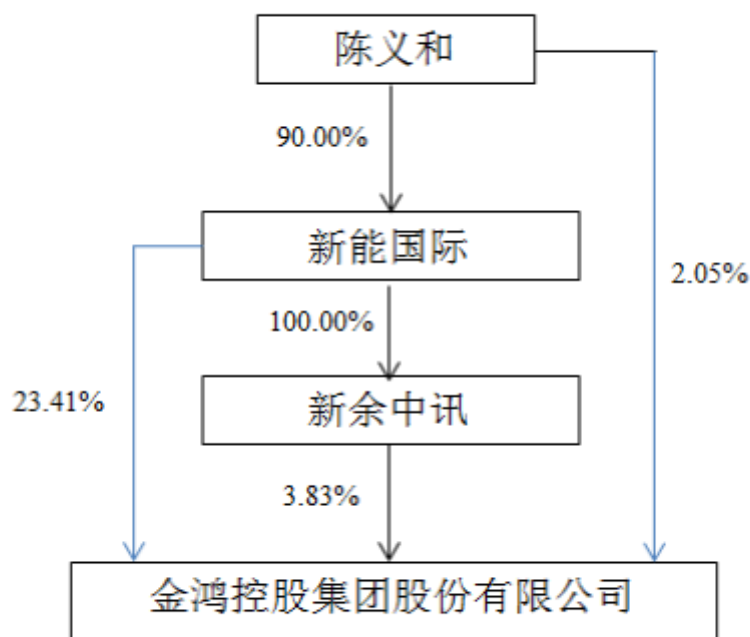 陈义和
90.00%
新能国际
2.05%
100.00%
23.41%
新余中讯
3.83%
金鸿控股集团股份有限公司